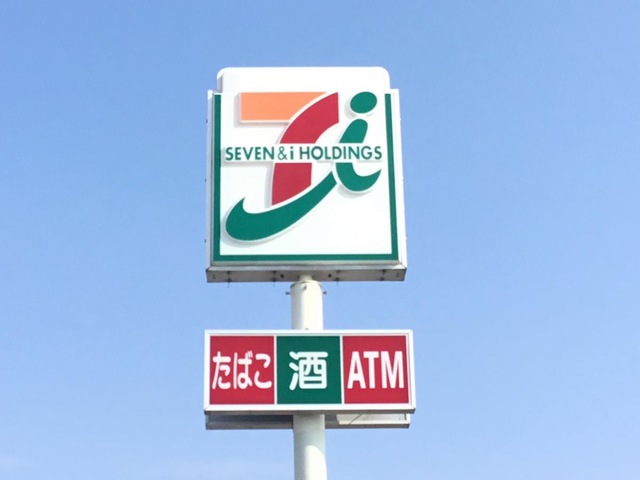 SEVEN&i HOLDINGS
たばこ 酒 ATM